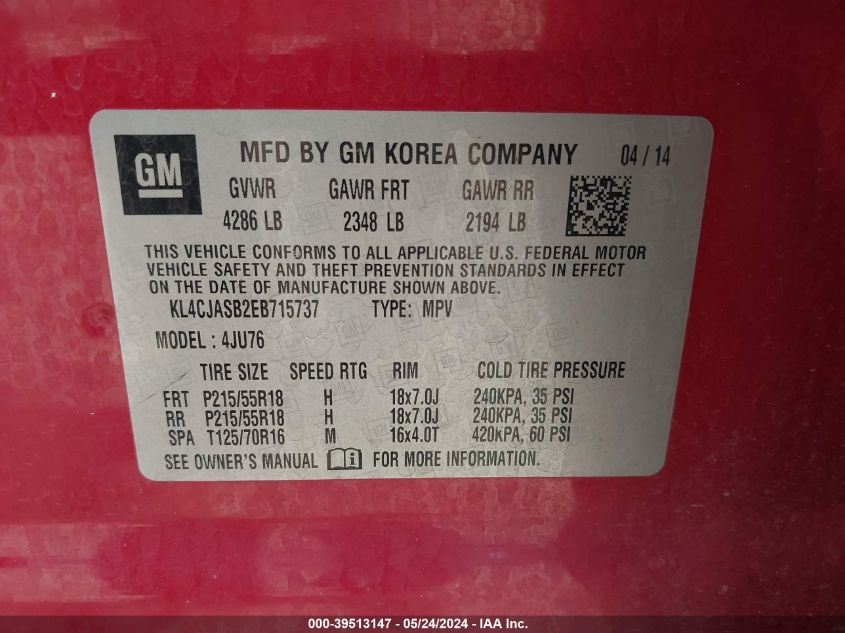 GM
MFD BY GM KOREA COMPANY 04 / 14
GVWR GAWR FRT GAWR RR
4286 LB 2348 LB 2194 LB
THIS VEHICLE CONFORMS TO ALL APPLICABLE U.S. FEDERAL MOTOR
VEHICLE SAFETY AND THEFT PREVENTION STANDARDS IN EFFECT
ON THE DATE OF MANUFACTURE SHOWN ABOVE.
KL4CJASB2EB715737 TYPE: MPV
MODEL : 4JU76
TIRE SIZE SPEED RTG RIM COLD TIRE PRESSURE
FRT P215/55R18 H 18x7.0J 240KPA, 35 PSI
RR P215/55R18 H 18x7.0J 240KPA, 35 PSI
SPA T125/70R16 M 16x4.0T 420KPA, 60 PSI
SEE OWNER'S MANUAL FOR MORE INFORMATION.
000-39513147 - 05/24/2024 - IAA Inc.